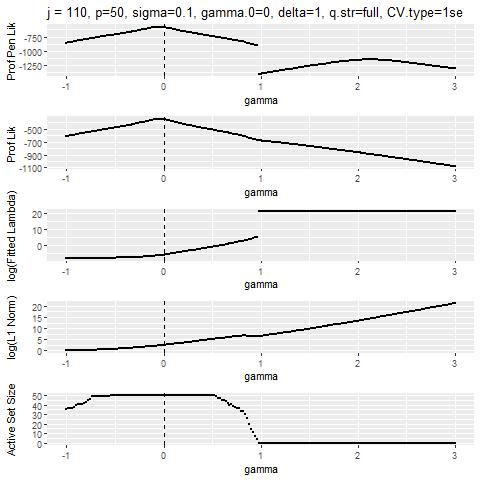 j = 110, p=50, sigma=0.1, gamma.0=0, delta=1, q.str=full, CV.type=1se
Prof Pen Lik
-750
-1000
-1250
-1 0 1 2 3
gamma
Prof Lik
-500
-700
-900
-1100
-1 0 1 2 3
gamma
log(Fitted Lambda)
20
10
0
-1 0 1 2 3
gamma
log(L1 Norm)
20
15
10
5
0
-1 0 1 2 3
gamma
Active Set Size
50
40
30
20
10
0
-1 0 1 2 3
gamma